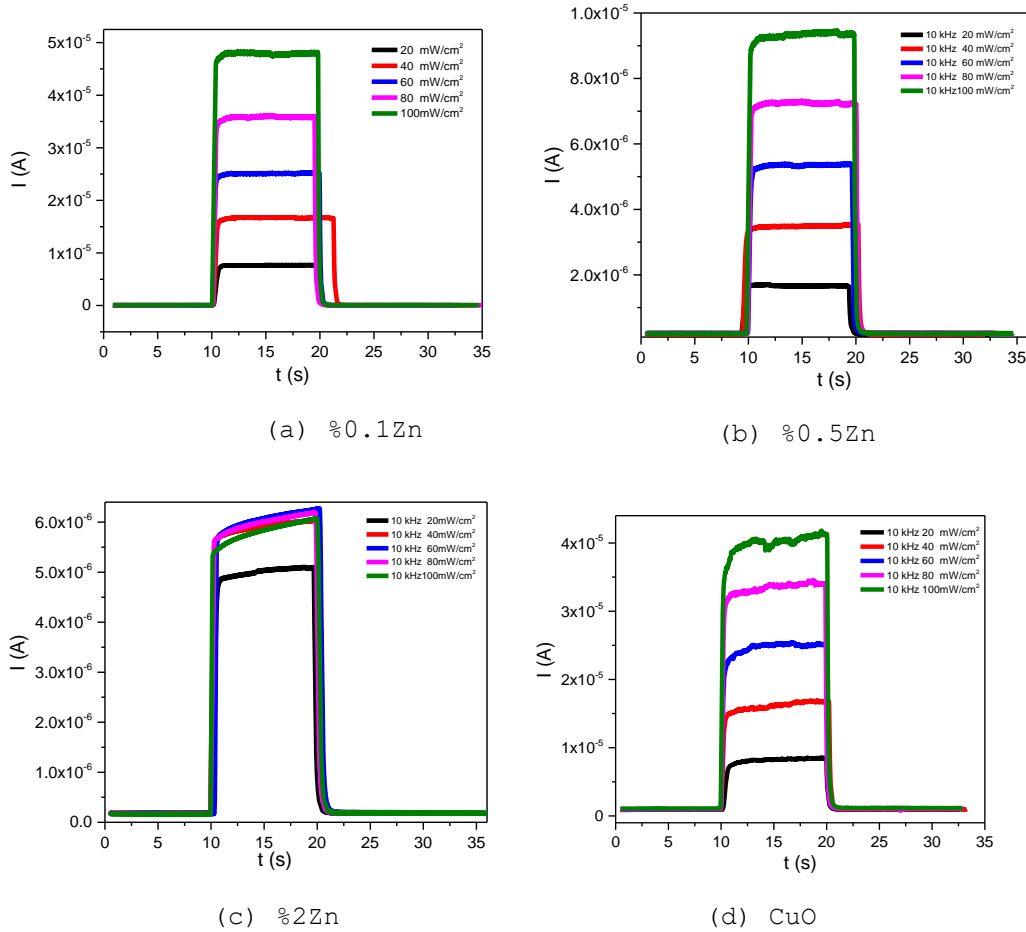 5x10⁻⁵
4x10⁻⁵
3x10⁻⁵
2x10⁻⁵
1x10⁻⁵
0
I (A)
20 mW/cm²
40 mW/cm²
60 mW/cm²
80 mW/cm²
100mW/cm²
0 5 10 15 20 25 30 35
t (s)
(a) %0.1Zn
1.0x10⁻⁵
8.0x10⁻⁶
6.0x10⁻⁶
4.0x10⁻⁶
2.0x10⁻⁶
I (A)
10 kHz 20 mW/cm²
10 kHz 40 mW/cm²
10 kHz 60 mW/cm²
10 kHz 80 mW/cm²
10 kHz100 mW/cm²
0 5 10 15 20 25 30 35
t (s)
(b) %0.5Zn
6.0x10⁻⁶
5.0x10⁻⁶
4.0x10⁻⁶
3.0x10⁻⁶
2.0x10⁻⁶
1.0x10⁻⁶
0.0
I (A)
10 kHz 20mW/cm²
10 kHz 40mW/cm²
10 kHz 60mW/cm²
10 kHz 80mW/cm²
10 kHz100mW/cm²
0 5 10 15 20 25 30 35
t (s)
(c) %2Zn
4x10⁻⁵
3x10⁻⁵
2x10⁻⁵
1x10⁻⁵
0
I (A)
10 kHz 20 mW/cm²
10 kHz 40 mW/cm²
10 kHz 60 mW/cm²
10 kHz 80 mW/cm²
10 kHz 100mW/cm²
0 5 10 15 20 25 30 35
t (s)
(d) CuO